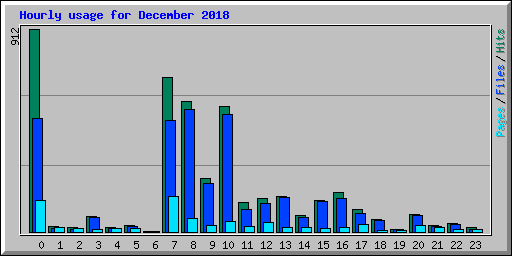 Hourly usage for December 2018
912
Pages/Files/Hits
0 1 2 3 4 5 6 7 8 9 10 11 12 13 14 15 16 17 18 19 20 21 22 23